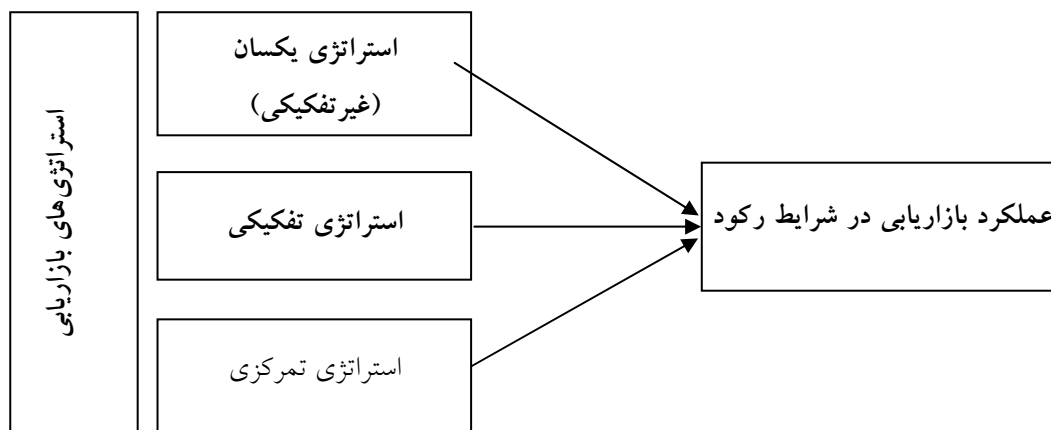 استراتژی‌های بازاریابی
استراتژی یکسان
(غیرتفکیکی)
استراتژی تفکیکی
استراتژی تمرکزی
عملکرد بازاریابی در شرایط رکود